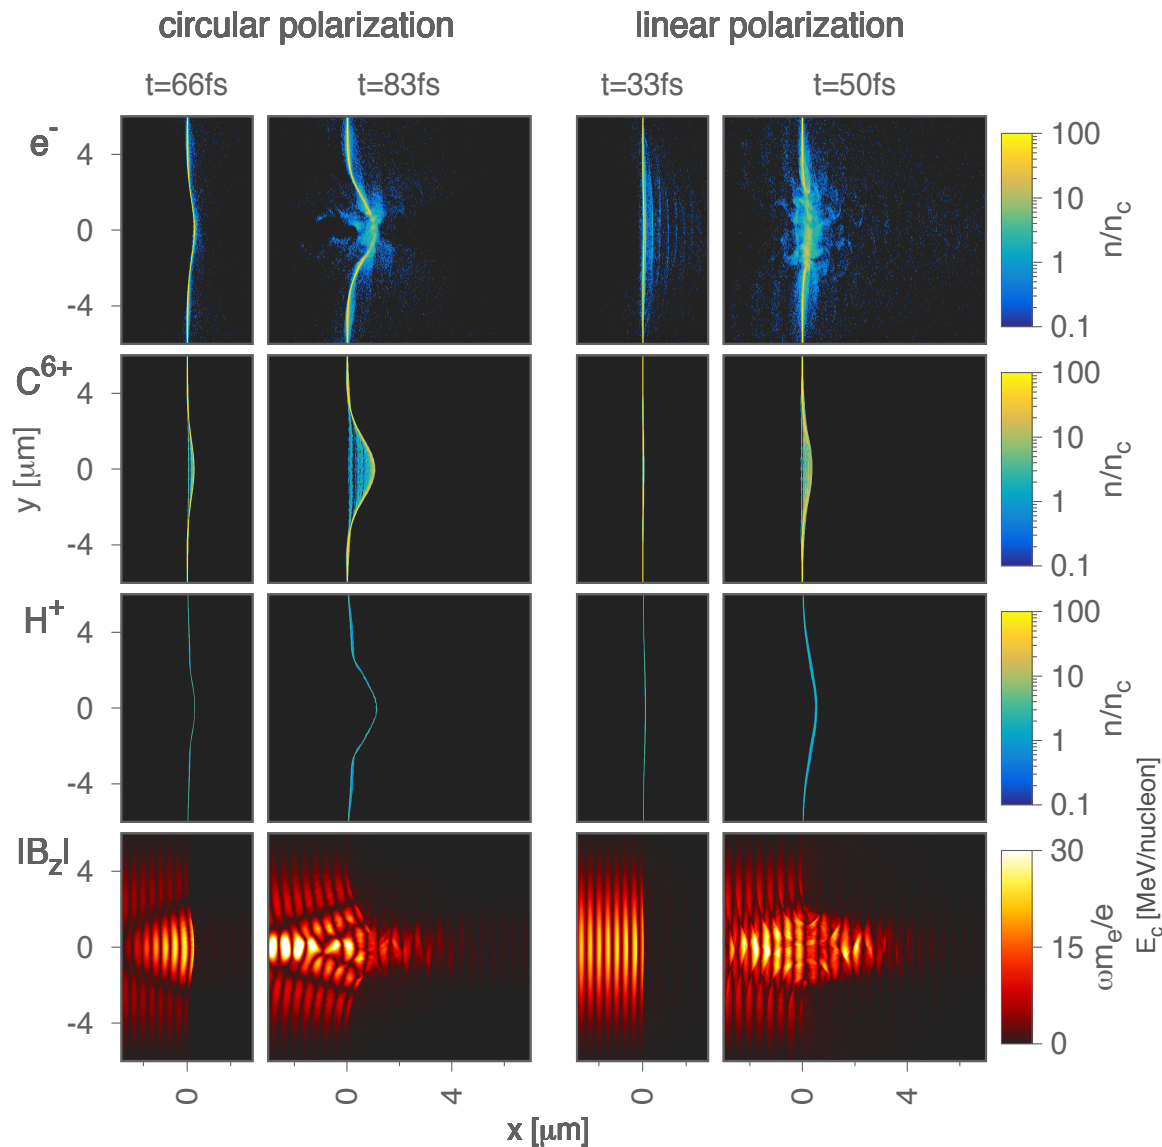 circular polarization
linear polarization
t=66fs
t=83fs
t=33fs
t=50fs
e-
4
0
-4
100
10
1
0.1
n/nc
C6+
4
0
-4
100
10
1
0.1
n/nc
y [μm]
H+
4
0
-4
100
10
1
0.1
n/nc
|Bz|
4
0
-4
30
15
0
ωme/e
Ec [MeV/nucleon]
0
0
4
0
0
4
x [μm]